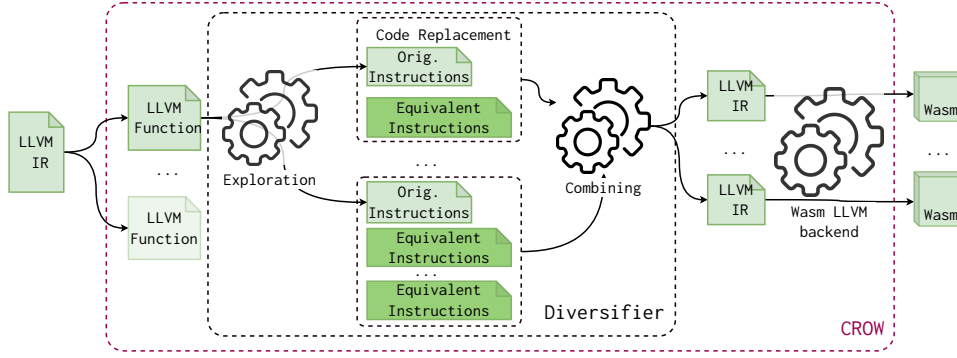 LLVM
IR
LLVM
Function
...
LLVM
Function
Exploration
Code Replacement
Orig.
Instructions
Equivalent
Instructions
...
Orig.
Instructions
Equivalent
Instructions
...
Equivalent
Instructions
Combining
Diversifier
LLVM
IR
...
LLVM
IR
Wasm LLVM
backend
Wasm
...
Wasm
CROW